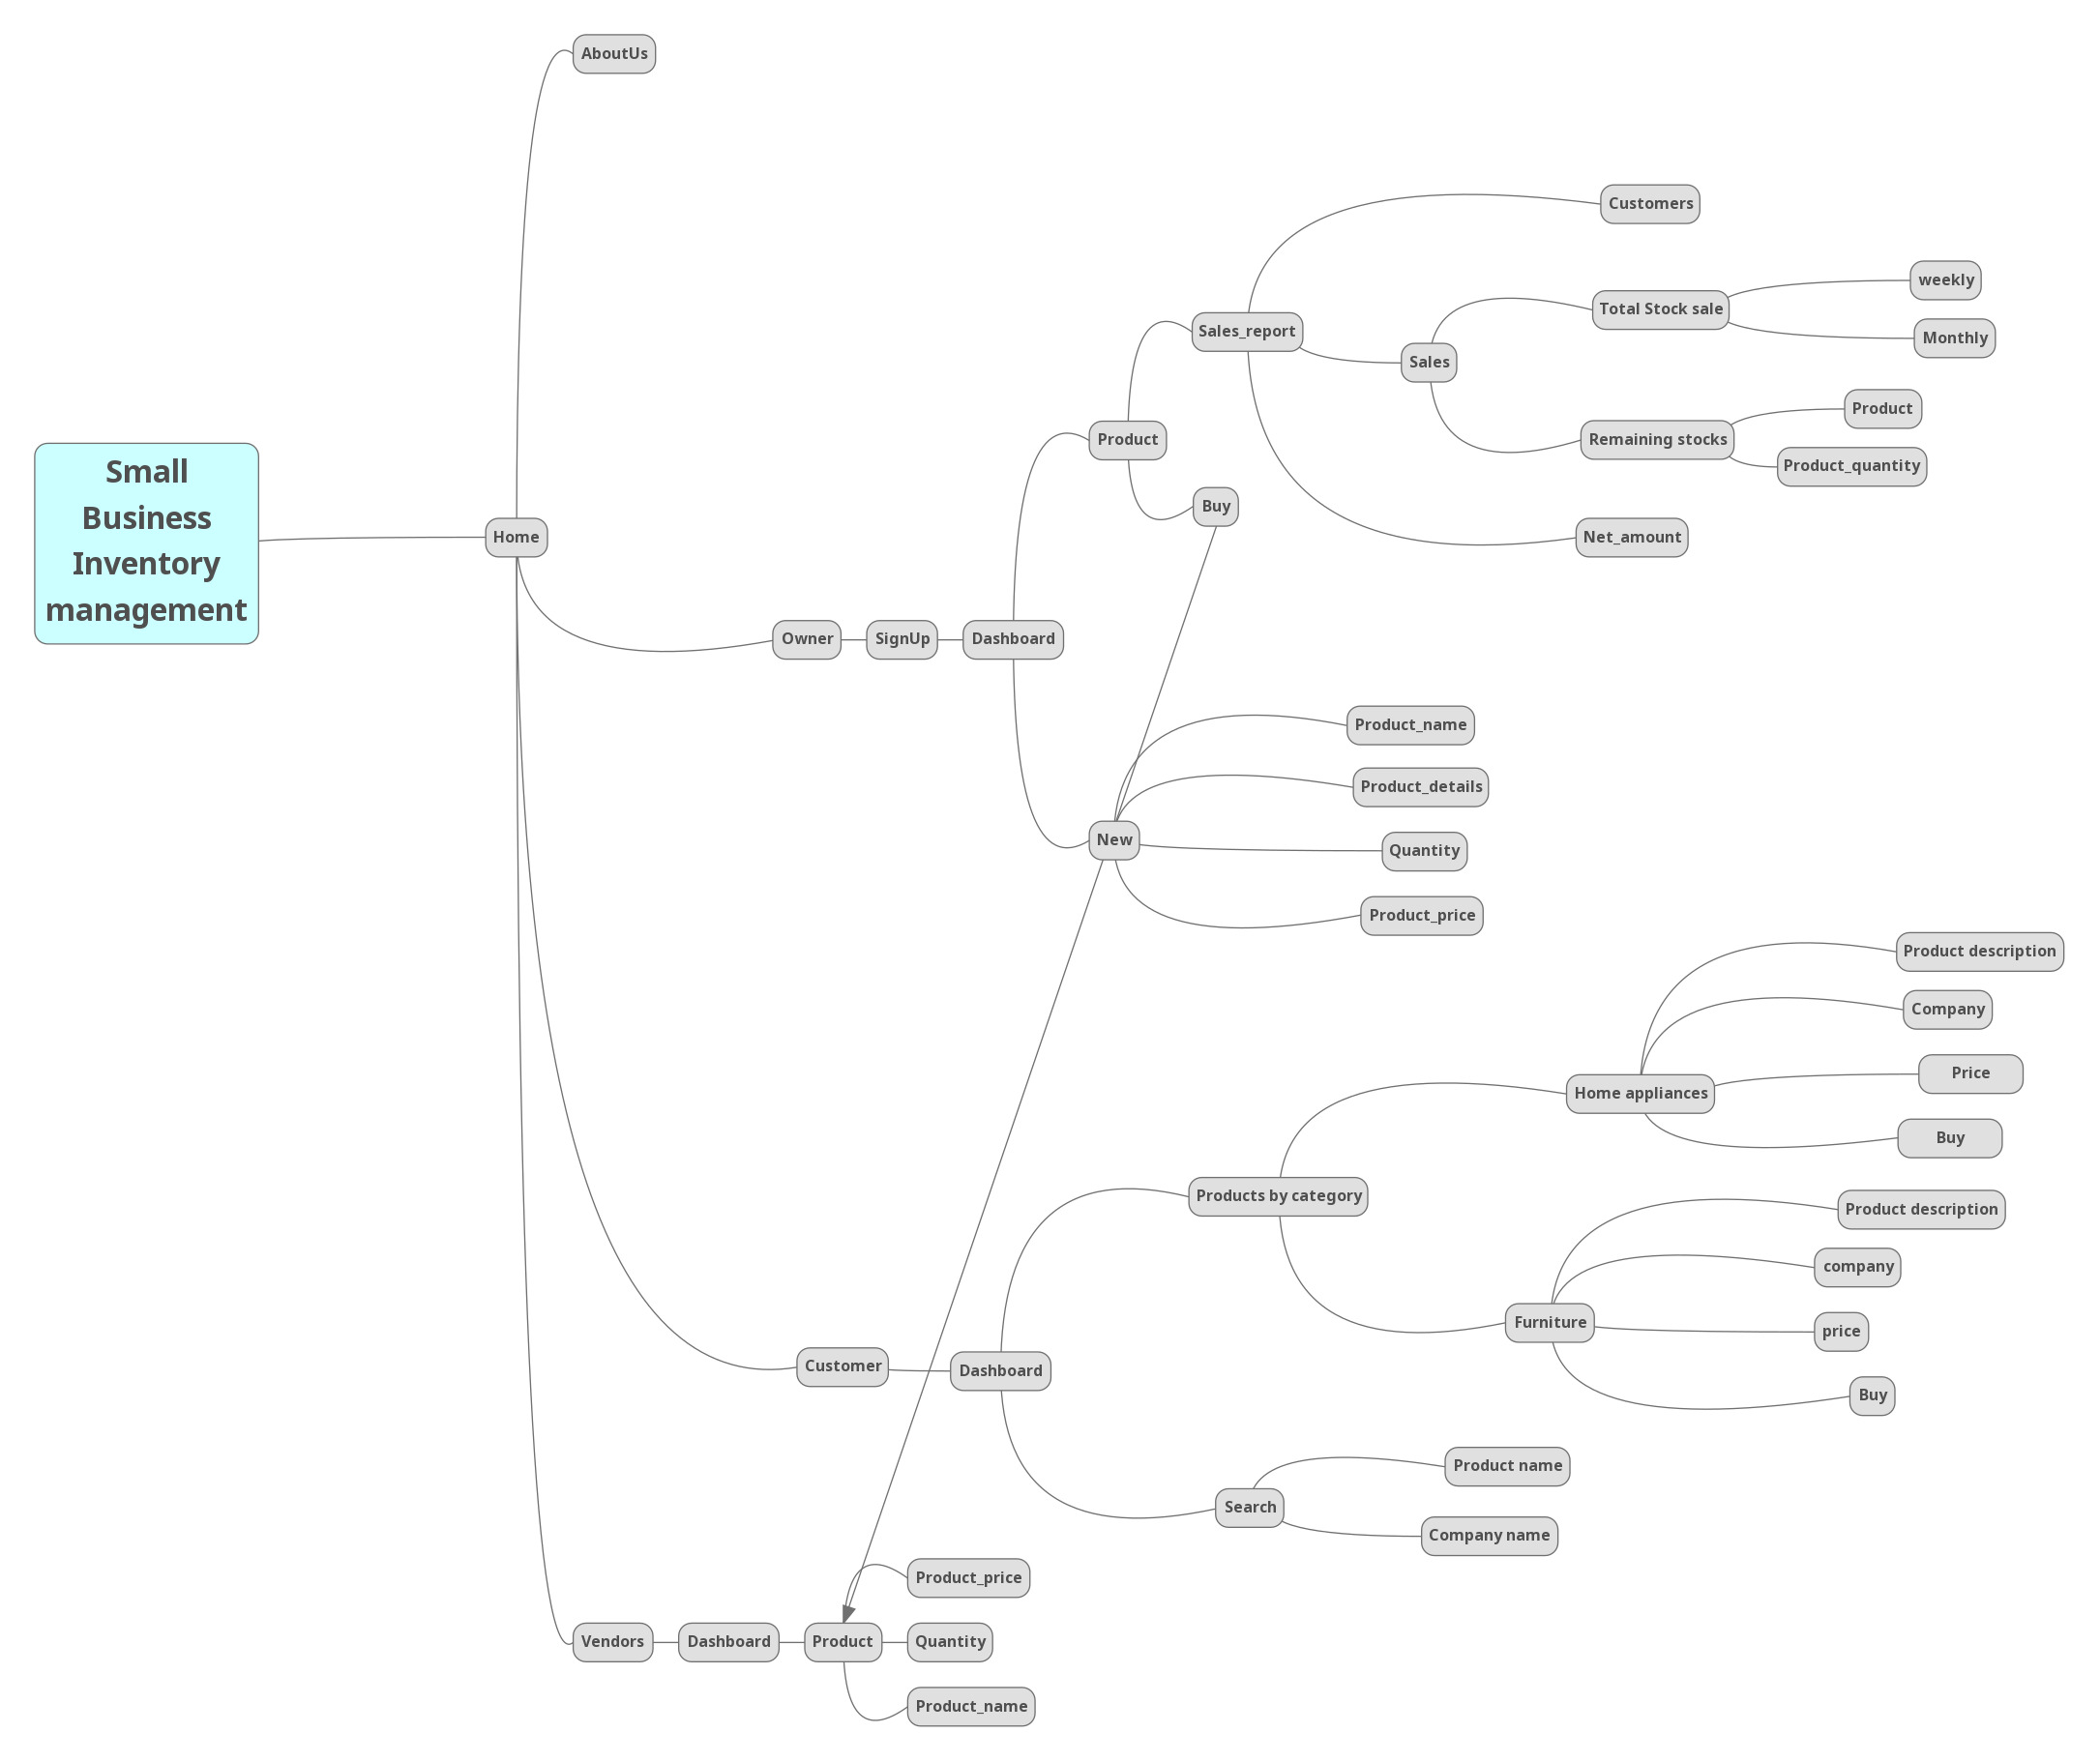 Small
Business
Inventory
management
Home
AboutUs
Owner
SignUp
Dashboard
Product
Sales_report
Customers
Sales
Total Stock sale
weekly
Monthly
Remaining stocks
Product
Product_quantity
Net_amount
Buy
New
Product_name
Product_details
Quantity
Product_price
Customer
Dashboard
Products by category
Home appliances
Product description
Company
Price
Buy
Furniture
Product description
company
price
Buy
Search
Product name
Company name
Vendors
Dashboard
Product
Product_price
Quantity
Product_name